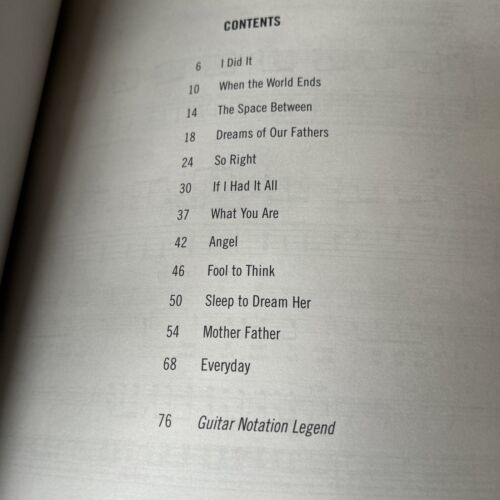 CONTENTS
6 I Did It
10 When the World Ends
14 The Space Between
18 Dreams of Our Fathers
24 So Right
30 If I Had It All
37 What You Are
42 Angel
46 Fool to Think
50 Sleep to Dream Her
54 Mother Father
68 Everyday
76 Guitar Notation Legend